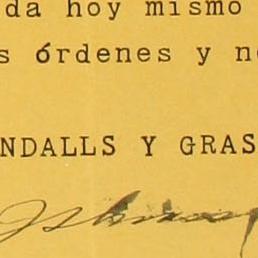 da hoy mismo
s órdenes y n
NDALLS Y GRAS